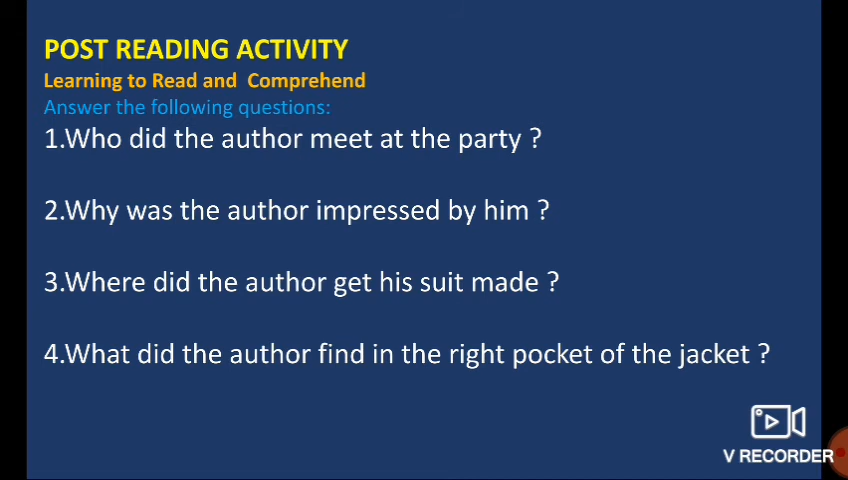 POST READING ACTIVITY
Learning to Read and Comprehend
Answer the following questions:
1.Who did the author meet at the party ?
2.Why was the author impressed by him ?
3.Where did the author get his suit made ?
4.What did the author find in the right pocket of the jacket ?
V RECORDER